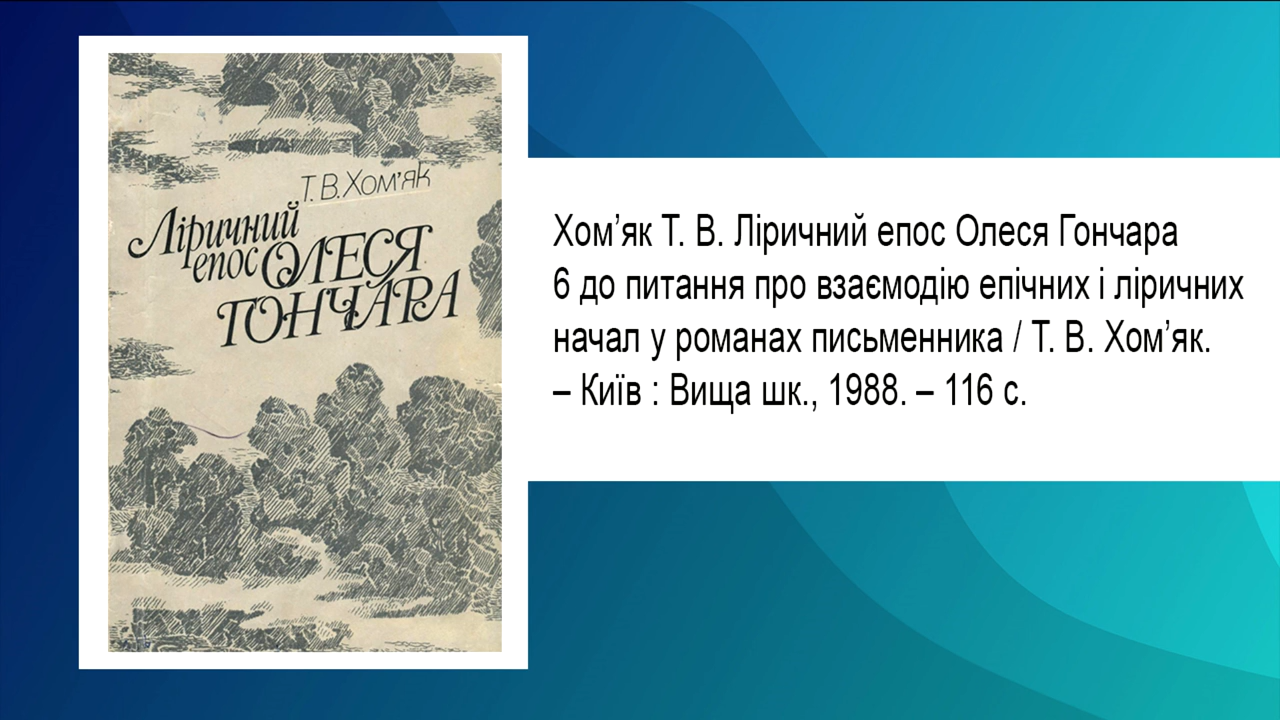 Т. В. Хом’як
Ліричний
епос ОЛЕСЯ
ГОНЧАРА
Хом’як Т. В. Ліричний епос Олеся Гончара
6 до питання про взаємодію епічних і ліричних
начал у романах письменника / Т. В. Хом’як.
– Київ : Вища шк., 1988. – 116 с.